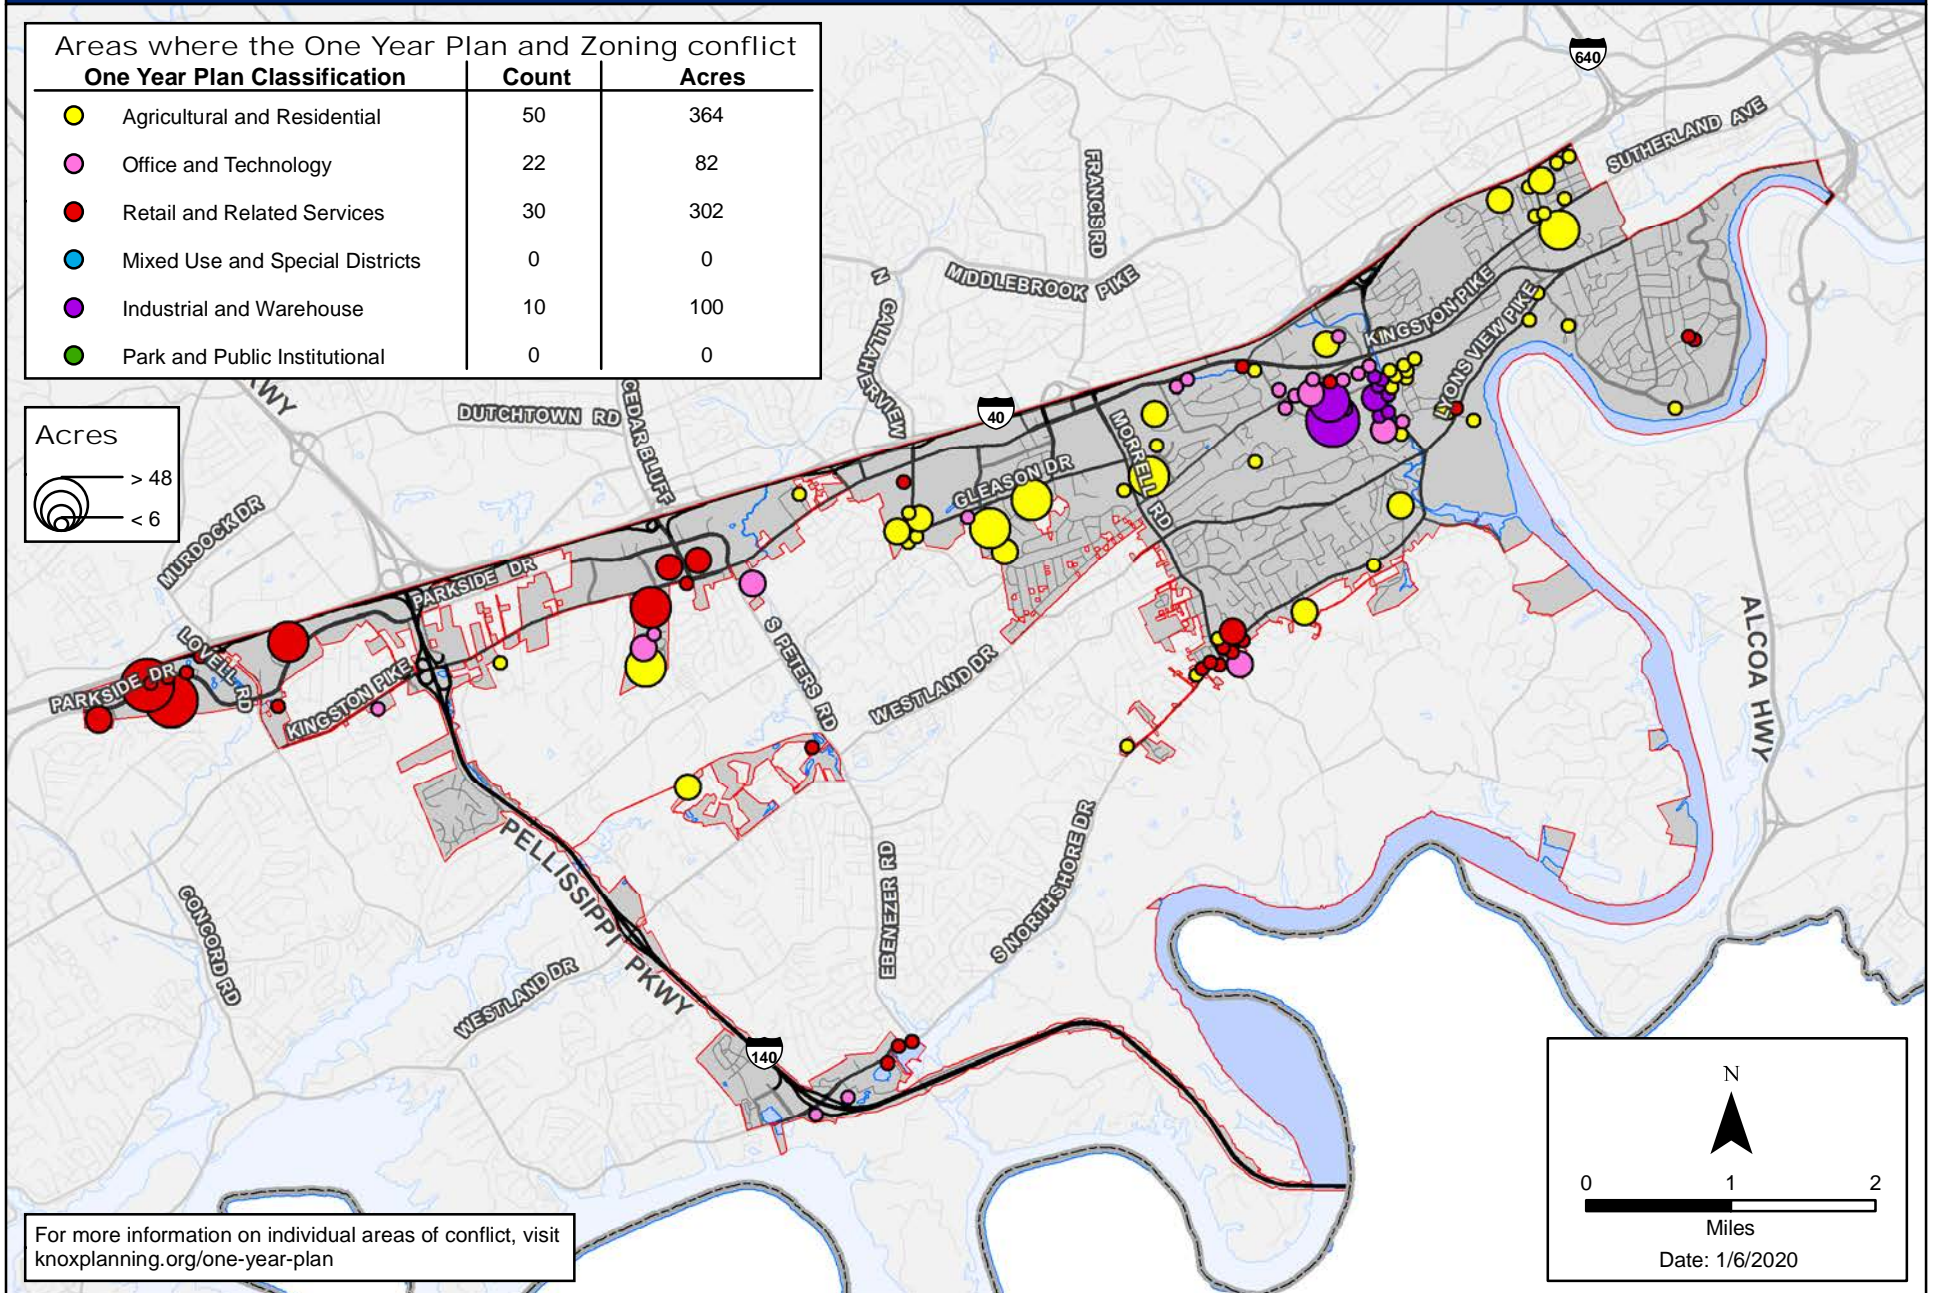 Areas where the One Year Plan and Zoning conflict
One Year Plan Classification Count Acres
Agricultural and Residential 50 364
Office and Technology 22 82
Retail and Related Services 30 302
Mixed Use and Special Districts 0 0
Industrial and Warehouse 10 100
Park and Public Institutional 0 0
Acres
> 48
< 6
640
SUTHERLAND AVE
FRANCIS RD
MIDDLEBROOK PIKE
N GALLAHER VIEW
KINGSTON PIKE
LYONS VIEW PIKE
KWY
DUTCHTOWN RD
CEDAR BLUFF
40
MORRELL RD
GLEASON DR
MURDOCK DR
PARKSIDE DR
LOVELL RD
PARKSIDE DR
KINGSTON PIKE
S PETERS RD
WESTLAND DR
ALCOA HWY
PELLISSIPPI PKWY
CONCORD RD
WESTLAND DR
EBENEZER RD
S NORTHSHORE DR
140
For more information on individual areas of conflict, visit
knoxplanning.org/one-year-plan
N
0 1 2
Miles
Date: 1/6/2020